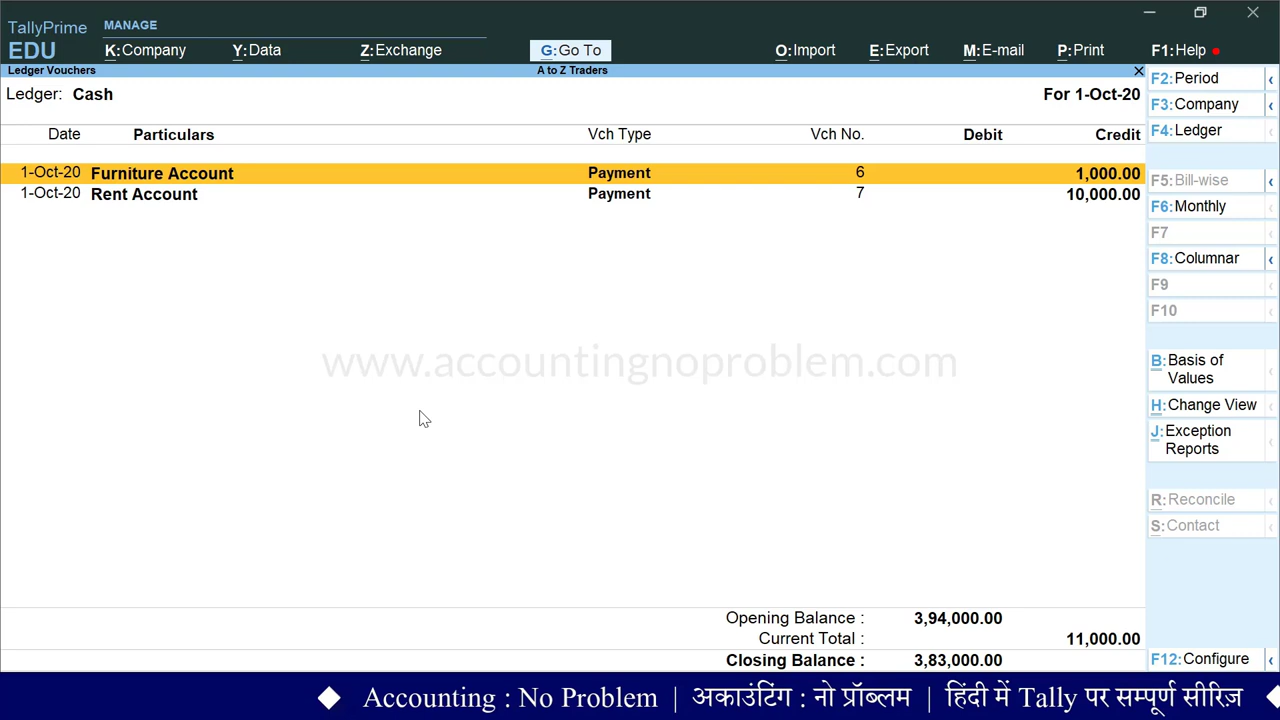 TallyPrime MANAGE
EDU K:Company Y:Data Z:Exchange G:Go To O:Import E:Export M:E-mail P:Print F1:Help
Ledger Vouchers A to Z Traders
Ledger: Cash For 1-Oct-20
Date Particulars Vch Type Vch No. Debit Credit
1-Oct-20 Furniture Account Payment 6 1,000.00
1-Oct-20 Rent Account Payment 7 10,000.00
www.accountingnoproblem.com
Opening Balance : 3,94,000.00
Current Total : 11,000.00
Closing Balance : 3,83,000.00
F2:Period
F3:Company
F4:Ledger
F5:Bill-wise
F6:Monthly
F7
F8:Columnar
F9
F10
B:Basis of
Values
H:Change View
J:Exception
Reports
R:Reconcile
S:Contact
F12:Configure
Accounting : No Problem | अकाउंटिंग : नो प्रॉब्लम | हिंदी में Tally पर सम्पूर्ण सीरिज़